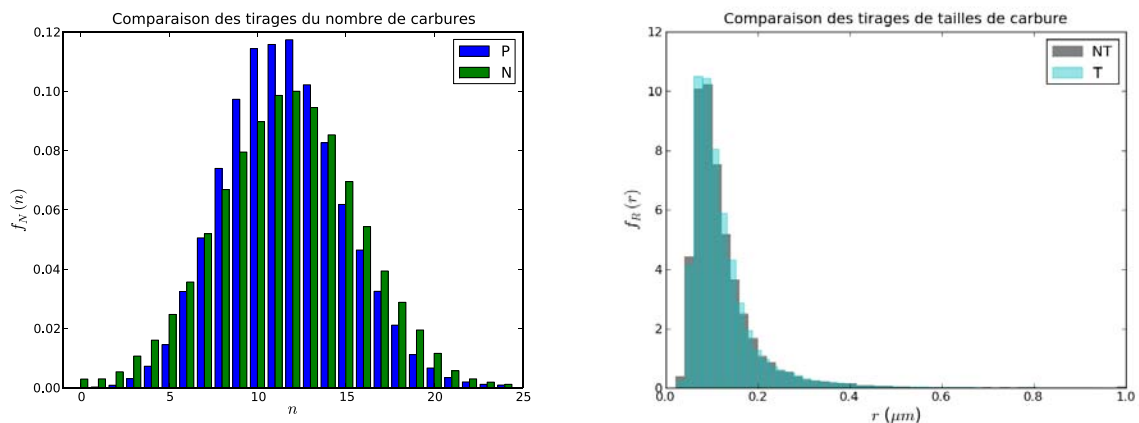 Comparaison des tirages du nombre de carbures
0.12
0.10
0.08
0.06
0.04
0.02
0.00
f_N(n)
P
N
0 5 10 15 20 25
n
Comparaison des tirages de tailles de carbure
12
10
8
6
4
2
0
f_R(r)
NT
T
0.0 0.2 0.4 0.6 0.8 1.0
r (μm)